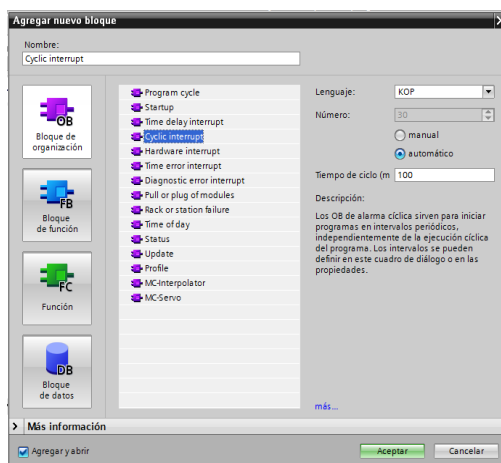 Agregar nuevo bloque
Nombre:
Cyclic interrupt
OB
Bloque de
organización
FB
Bloque
de función
FC
Función
DB
Bloque
de datos
Program cycle
Startup
Time delay interrupt
Cyclic interrupt
Hardware interrupt
Time error interrupt
Diagnostic error interrupt
Pull or plug of modules
Rack or station failure
Time of day
Status
Update
Profile
MC-Interpolator
MC-Servo
Lenguaje:
KOP
Número:
30
manual
automático
Tiempo de ciclo (m
100
Descripción:
Los OB de alarma cíclica sirven para iniciar
programas en intervalos periódicos,
independientemente de la ejecución cíclica
del programa. Los intervalos se pueden
definir en este cuadro de diálogo o en las
propiedades.
más...
> Más información
Agregar y abrir
Aceptar
Cancelar